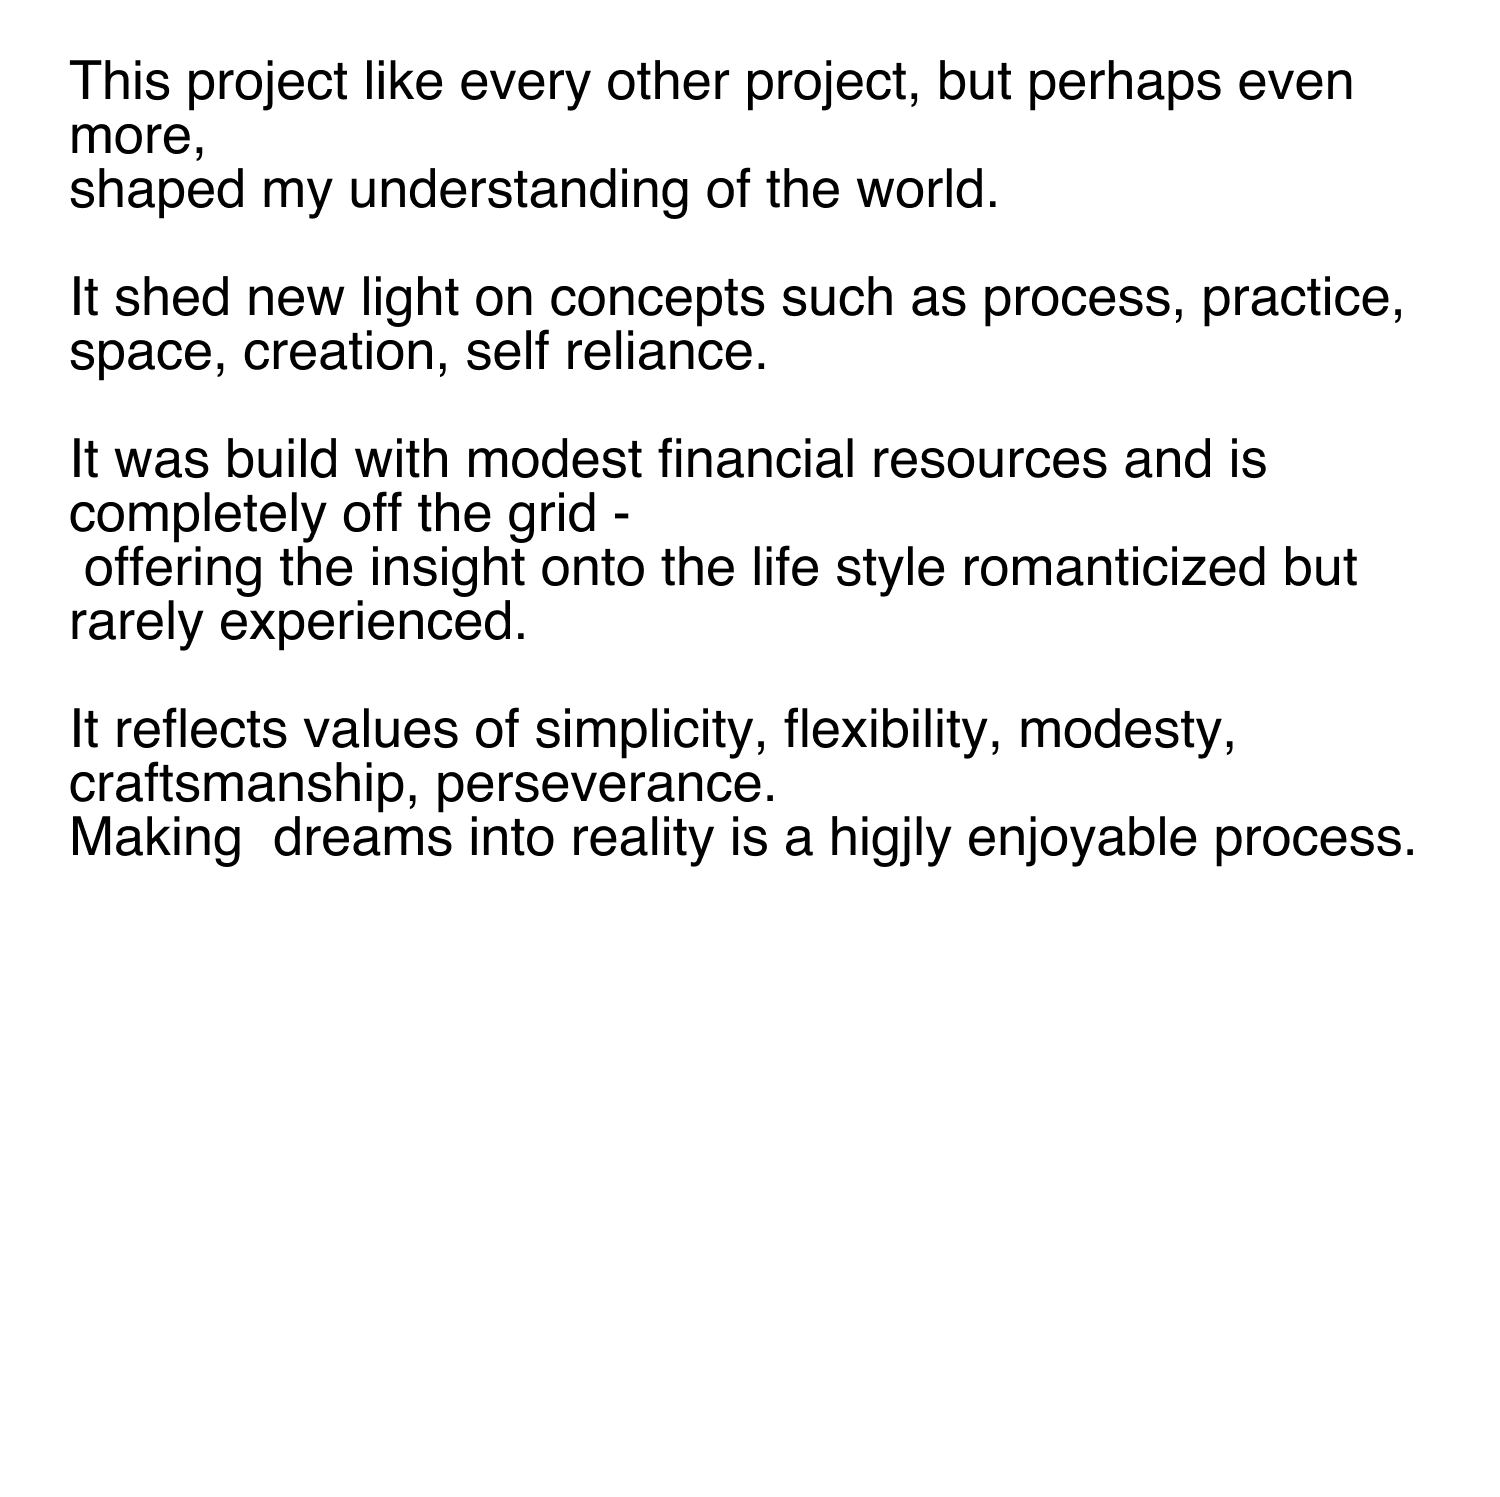 This project like every other project, but perhaps even
more,
shaped my understanding of the world.
It shed new light on concepts such as process, practice,
space, creation, self reliance.
It was build with modest financial resources and is
completely off the grid -
offering the insight onto the life style romanticized but
rarely experienced.
It reflects values of simplicity, flexibility, modesty,
craftsmanship, perseverance.
Making  dreams into reality is a higjly enjoyable process.